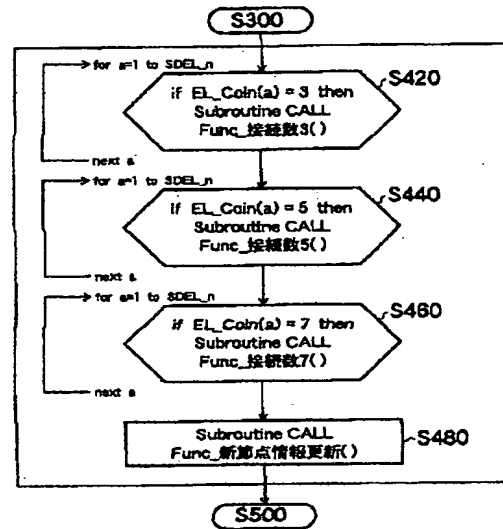 S300
for a=1 to SDEL_n
S420
if EL_Coin(a) = 3 then
Subroutine CALL
Func_接続数3()
next a
for a=1 to SDEL_n
S440
if EL_Coin(a) = 5 then
Subroutine CALL
Func_接続数5()
next a
for a=1 to SDEL_n
S460
if EL_Coin(a) = 7 then
Subroutine CALL
Func_接続数7()
next a
Subroutine CALL
S480
Func_新節点情報更新()
S500